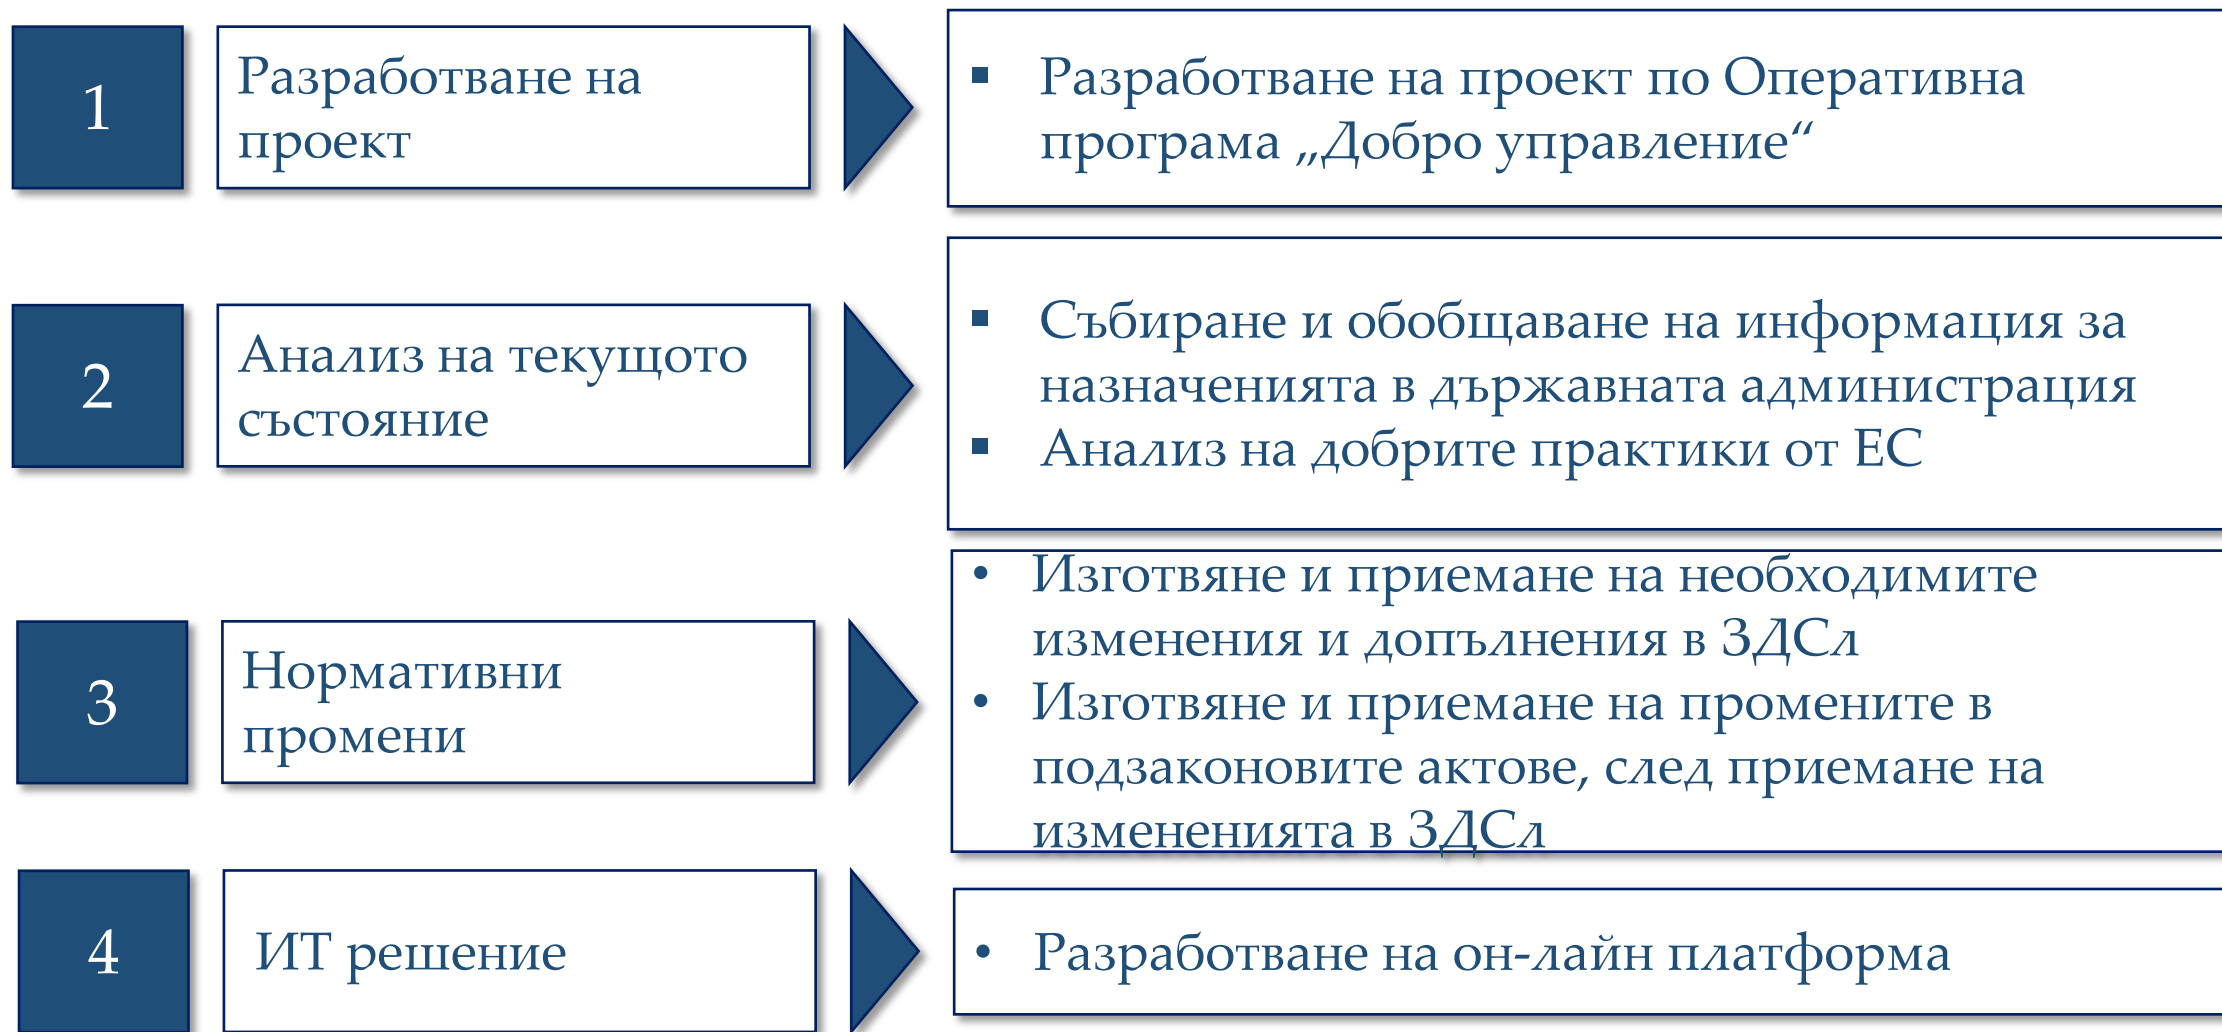 1
Разработване на
проект
▪ Разработване на проект по Оперативна
програма „Добро управление“
2
Анализ на текущото
състояние
▪ Събиране и обобщаване на информация за
назначенията в държавната администрация
▪ Анализ на добрите практики от ЕС
3
Нормативни
промени
• Изготвяне и приемане на необходимите
изменения и допълнения в ЗДСл
• Изготвяне и приемане на промените в
подзаконовите актове, след приемане на
измененията в ЗДСл
4
ИТ решение
• Разработване на он-лайн платформа